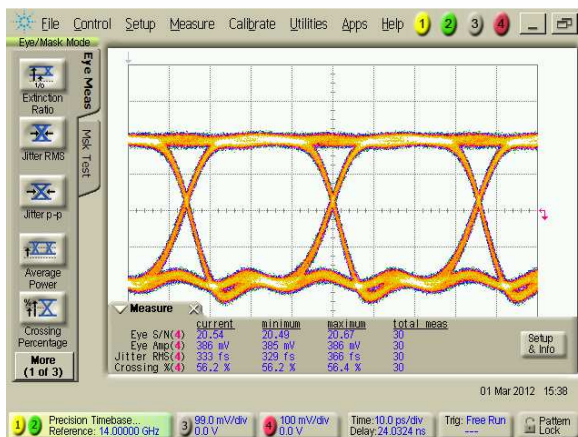 File Control Setup Measure Calibrate Utilities Apps Help 1 2 3 4
Eye/Mask Mode
Eye Meas
Msk Test
Extinction
Ratio
Jitter RMS
Jitter p-p
Average
Power
Crossing
Percentage
More
(1 of 3)
Measure
current minimum maximum total meas
Eye S/N(4) 20.54 20.49 20.67 30
Eye Amp(4) 386 mV 385 mV 386 mV 30
Jitter RMS(4) 333 fs 329 fs 366 fs 30
Crossing %(4) 56.2 % 56.2 % 56.4 % 30
Setup
& Info
01 Mar 2012 15:38
1 2 Precision Timebase...
Reference: 14.00000 GHz
3 99.0 mV/div
0.0 V
4 100 mV/div
0.0 V
Time:10.0 ps/div
Delay:24.0324 ns
Trig: Free Run
---
Pattern
Lock